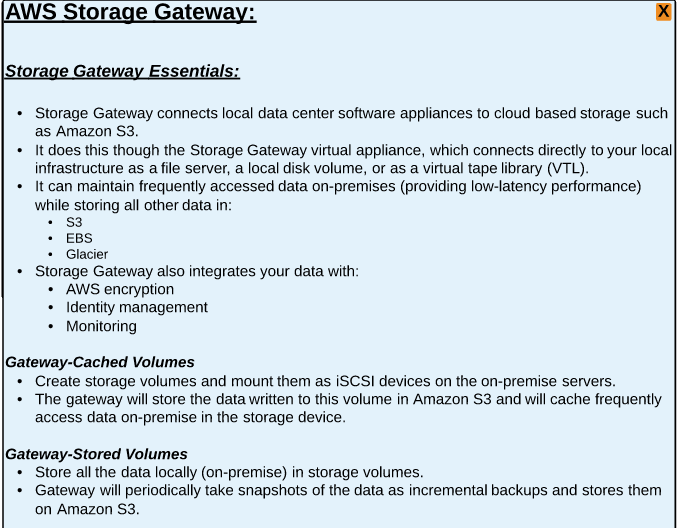 AWS Storage Gateway:
X
Storage Gateway Essentials:
• Storage Gateway connects local data center software appliances to cloud based storage such
as Amazon S3.
• It does this though the Storage Gateway virtual appliance, which connects directly to your local
infrastructure as a file server, a local disk volume, or as a virtual tape library (VTL).
• It can maintain frequently accessed data on-premises (providing low-latency performance)
while storing all other data in:
• S3
• EBS
• Glacier
• Storage Gateway also integrates your data with:
• AWS encryption
• Identity management
• Monitoring
Gateway-Cached Volumes
• Create storage volumes and mount them as iSCSI devices on the on-premise servers.
• The gateway will store the data written to this volume in Amazon S3 and will cache frequently
access data on-premise in the storage device.
Gateway-Stored Volumes
• Store all the data locally (on-premise) in storage volumes.
• Gateway will periodically take snapshots of the data as incremental backups and stores them
on Amazon S3.